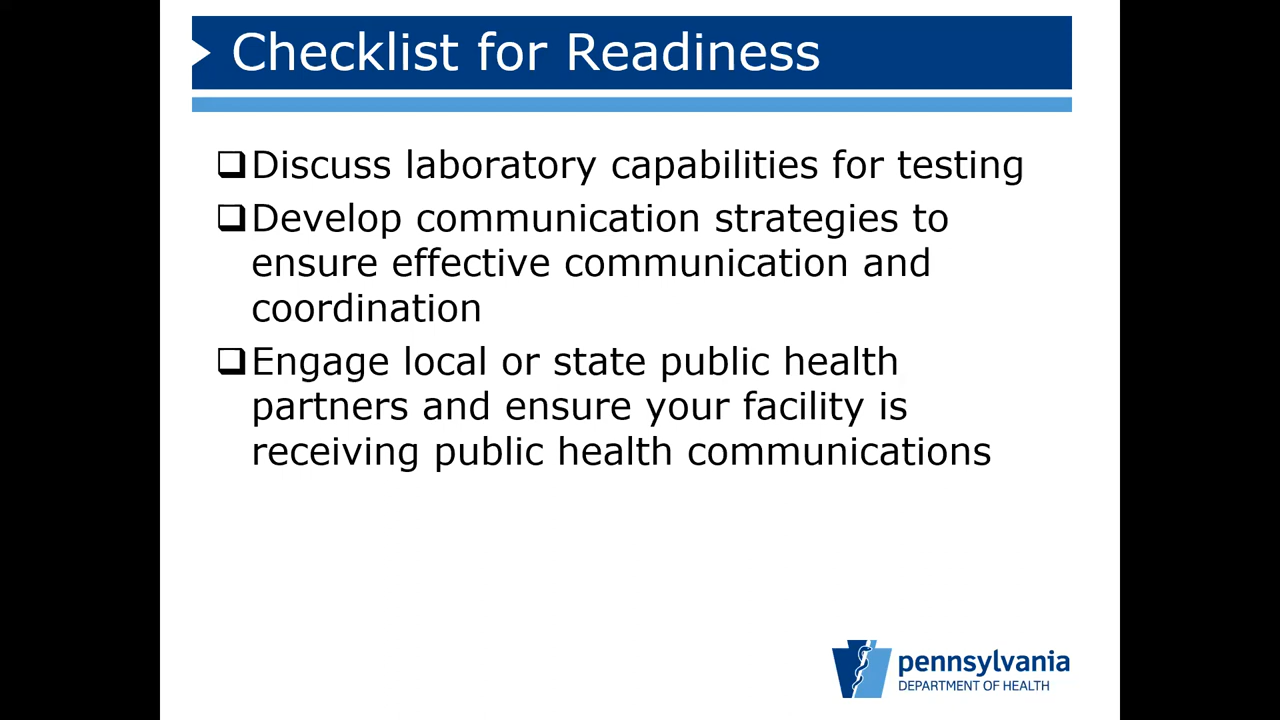 Checklist for Readiness
❑Discuss laboratory capabilities for testing
❑Develop communication strategies to
ensure effective communication and
coordination
❑Engage local or state public health
partners and ensure your facility is
receiving public health communications
pennsylvania
DEPARTMENT OF HEALTH